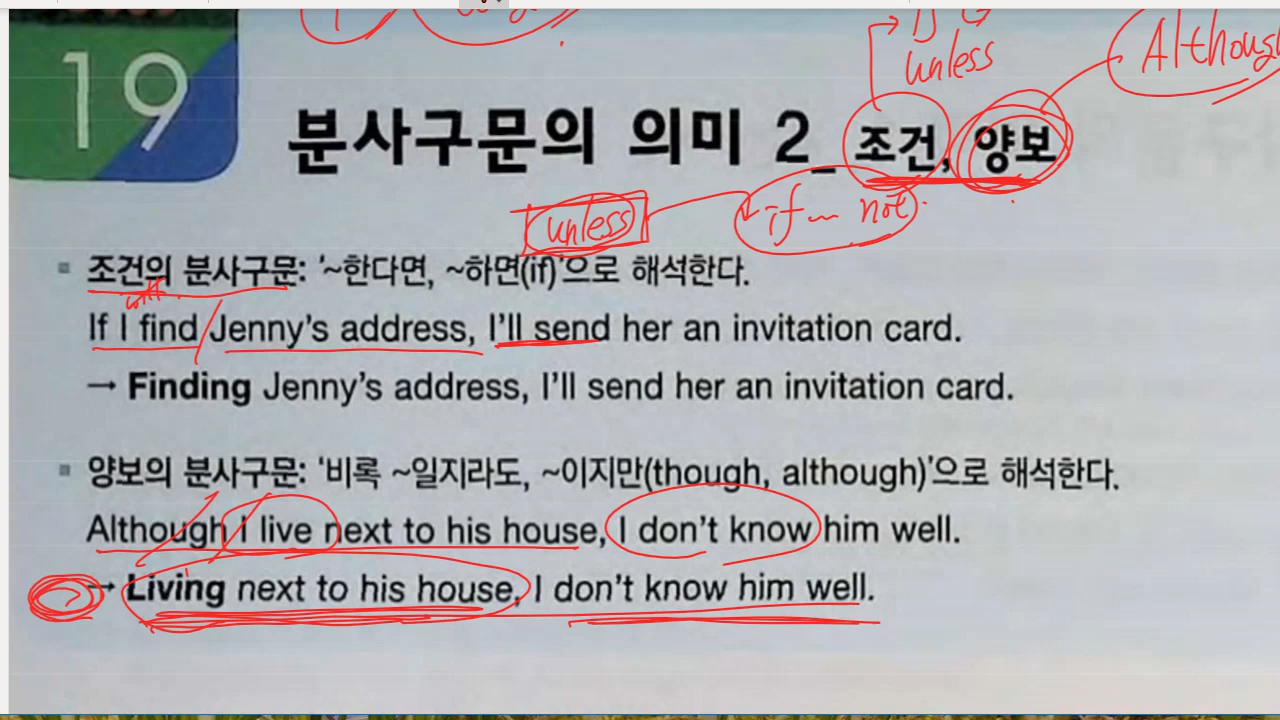 Although
unless
19
분사구문의 의미 2_ 조건, 양보
unless if ~ not
조건의 분사구문: '~한다면, ~하면(if)'으로 해석한다.
will
If I find Jenny's address, I'll send her an invitation card.
→ Finding Jenny's address, I'll send her an invitation card.
양보의 분사구문: '비록 ~일지라도, ~이지만(though, although)'으로 해석한다.
Although I live next to his house, I don't know him well.
→ Living next to his house, I don't know him well.